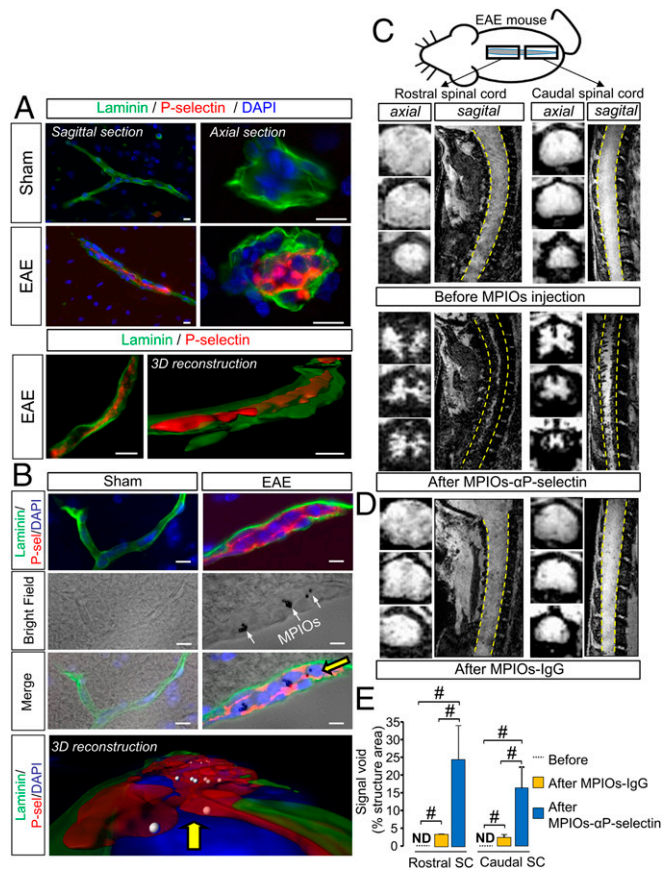 A
Laminin / P-selectin / DAPI
Sagittal section
Axial section
Sham
EAE
Laminin / P-selectin
3D reconstruction
EAE
B
Sham
EAE
Laminin/
P-sel/DAPI
Bright Field
MPIOs
Merge
3D reconstruction
Laminin/
P-sel/DAPI
C
EAE mouse
Rostral spinal cord
Caudal spinal cord
axial
sagital
axial
sagital
Before MPIOs injection
After MPIOs-αP-selectin
D
After MPIOs-IgG
E
Signal void
(% structure area)
35
30
25
20
15
10
5
0
#
#
#
#
#
#
ND
ND
Rostral SC
Caudal SC
Before
After MPIOs-IgG
After
MPIOs-αP-selectin